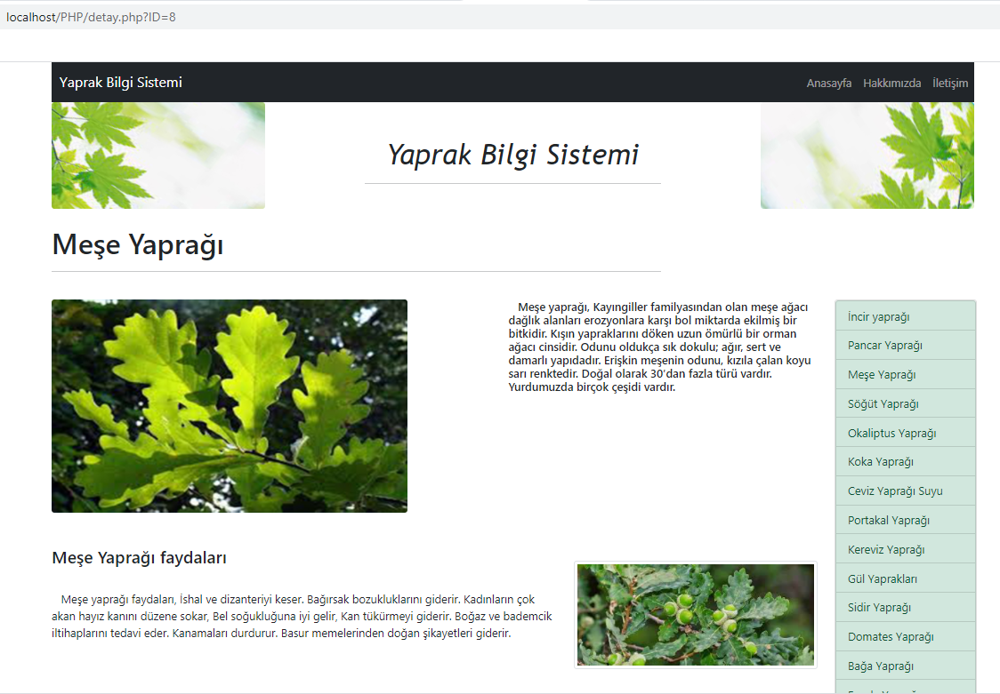 localhost/PHP/detay.php?ID=8
Yaprak Bilgi Sistemi
Anasayfa Hakkımızda İletişim
Yaprak Bilgi Sistemi
Meşe Yaprağı
Meşe yaprağı, Kayıngiller familyasından olan meşe ağacı
dağlık alanları erozyonlara karşı bol miktarda ekilmiş bir
bitkidir. Kışın yapraklarını döken uzun ömürlü bir orman
ağacı cinsidir. Odunu oldukça sık dokulu; ağır, sert ve
damarlı yapıdadır. Erişkin meşenin odunu, kızıla çalan koyu
sarı renktedir. Doğal olarak 30'dan fazla türü vardır.
Yurdumuzda birçok çeşidi vardır.
İncir yaprağı
Pancar Yaprağı
Meşe Yaprağı
Söğüt Yaprağı
Okaliptus Yaprağı
Koka Yaprağı
Ceviz Yaprağı Suyu
Portakal Yaprağı
Kereviz Yaprağı
Gül Yaprakları
Sidir Yaprağı
Domates Yaprağı
Bağa Yaprağı
Meşe Yaprağı faydaları
Meşe yaprağı faydaları, İshal ve dizanteriyi keser. Bağırsak bozukluklarını giderir. Kadınların çok
akan hayız kanını düzene sokar, Bel soğukluğuna iyi gelir, Kan tükürmeyi giderir. Boğaz ve bademcik
iltihaplarını tedavi eder. Kanamaları durdurur. Basur memelerinden doğan şikayetleri giderir.